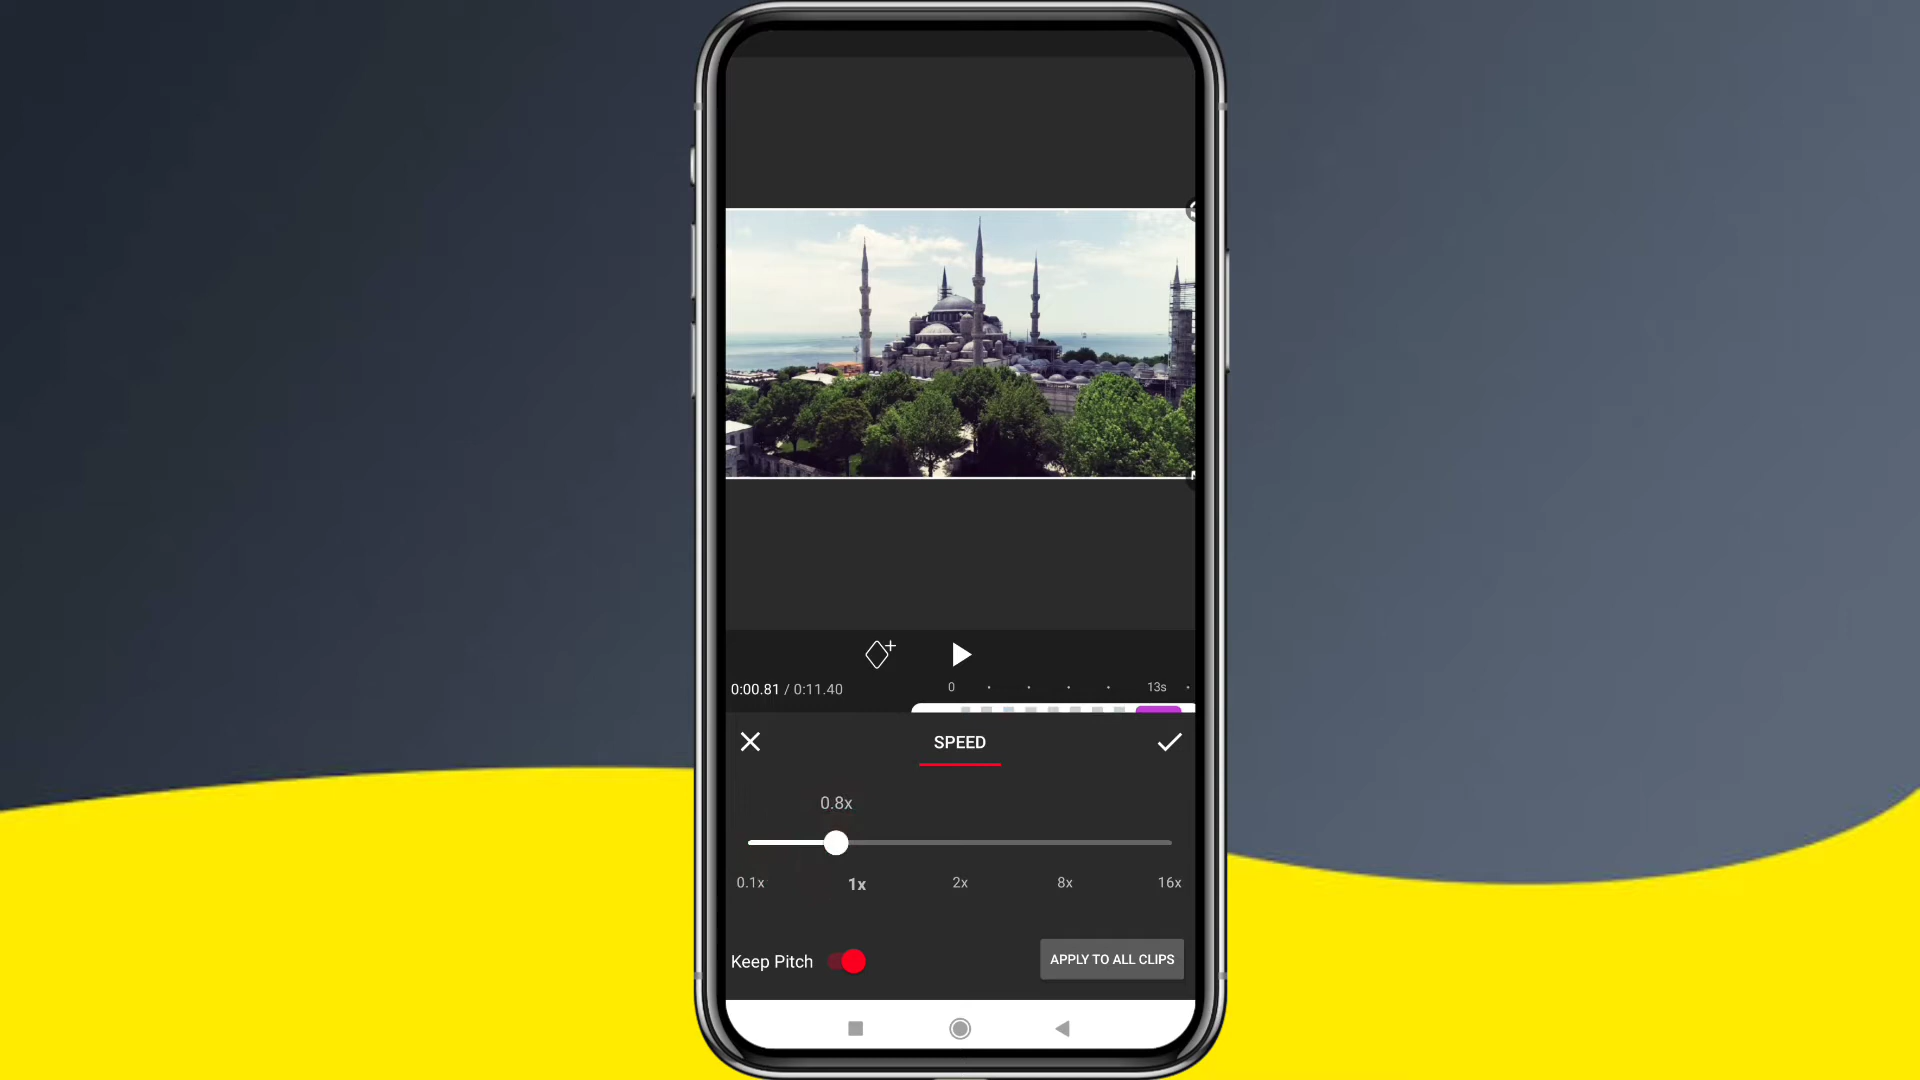 0:00.81 / 0:11.40
0 13s
SPEED
0.8x
0.1x 1x 2x 8x 16x
Keep Pitch
APPLY TO ALL CLIPS